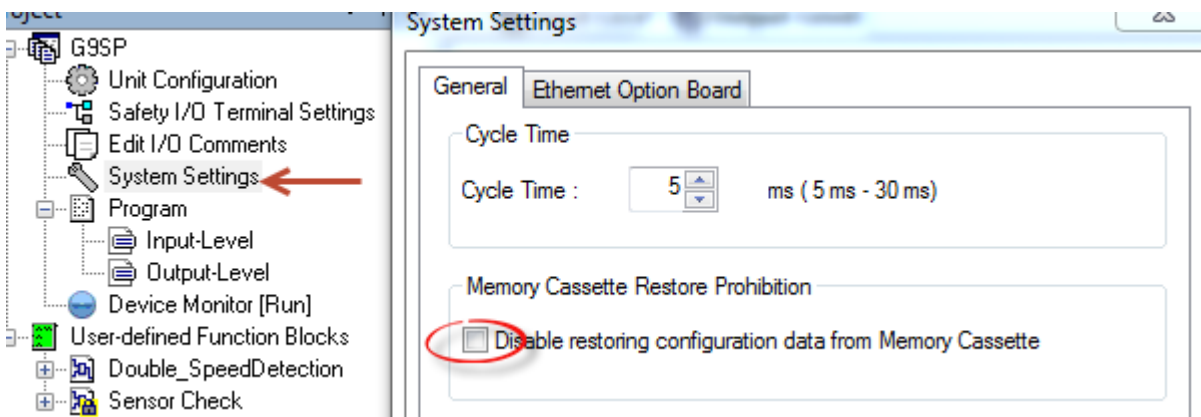 System Settings
G9SP
Unit Configuration
Safety I/O Terminal Settings
Edit I/O Comments
System Settings
Program
Input-Level
Output-Level
Device Monitor [Run]
User-defined Function Blocks
Double_SpeedDetection
Sensor Check
General
Ethernet Option Board
Cycle Time
Cycle Time :
5
ms ( 5 ms - 30 ms)
Memory Cassette Restore Prohibition
Disable restoring configuration data from Memory Cassette